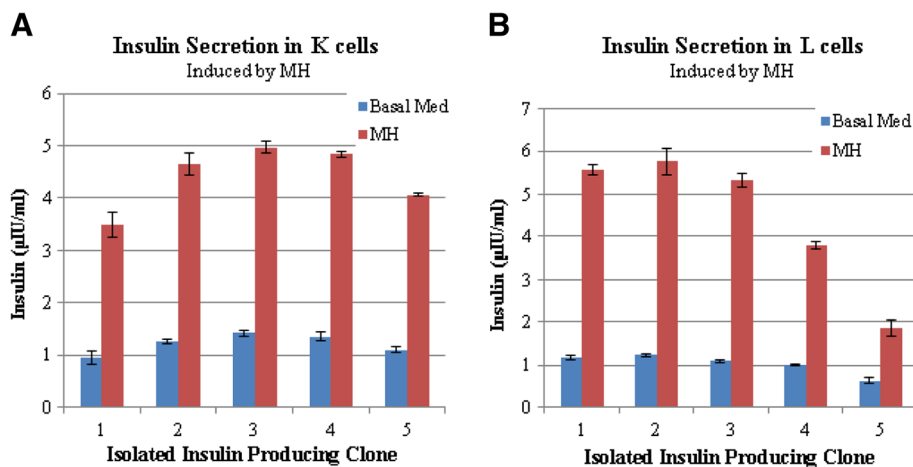 A
Insulin Secretion in K cells
Induced by MH
6
5
4
3
2
1
0
Insulin (µIU/ml)
Basal Med
MH
1 2 3 4 5
Isolated Insulin Producing Clone
B
Insulin Secretion in L cells
Induced by MH
7
6
5
4
3
2
1
0
Insulin (µIU/ml)
Basal Med
MH
1 2 3 4 5
Isolated Insulin Producing Clone